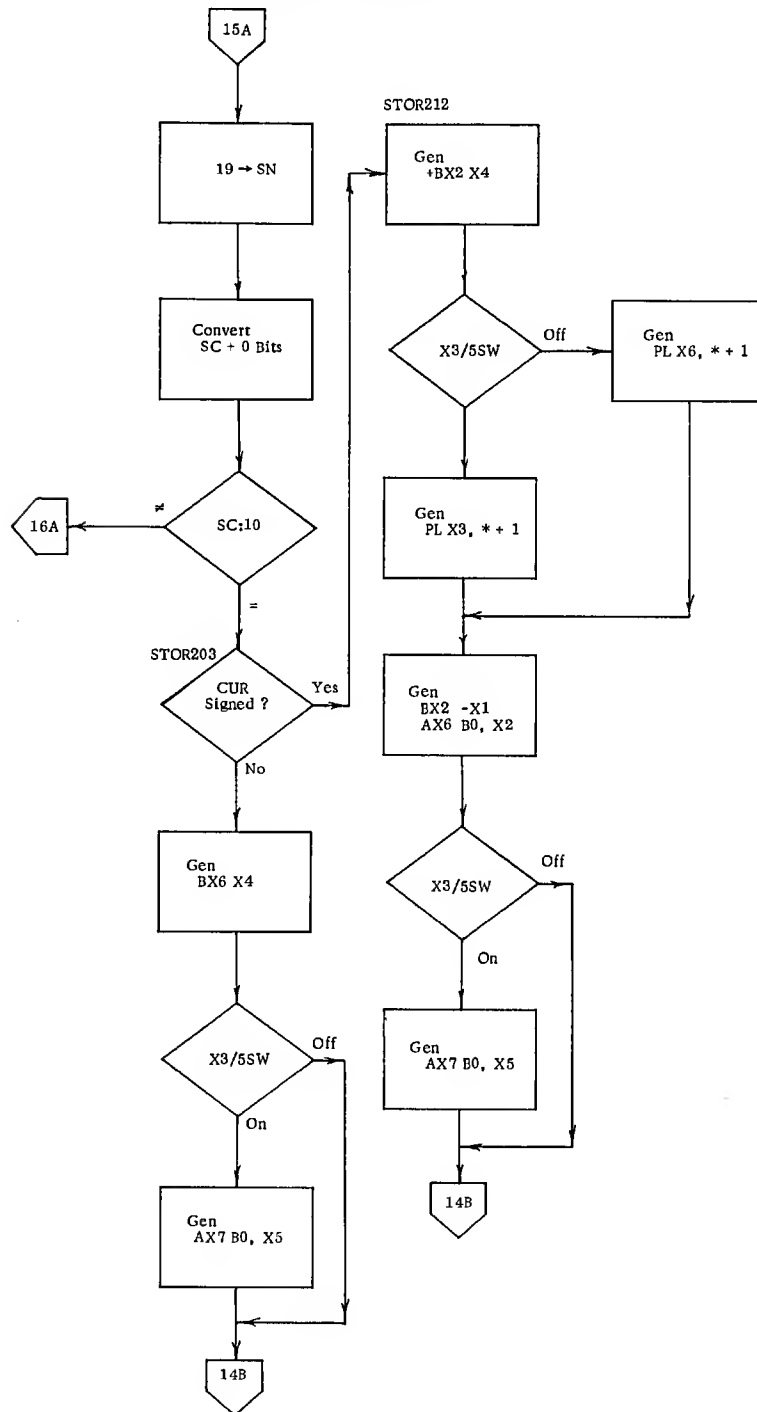 15A
19 → SN
Convert
SC + 0 Bits
SC:10
≠
16A
=
STOR203
CUR
Signed ?
Yes
No
Gen
BX6 X4
X3/5SW
Off
On
Gen
AX7 B0, X5
14B
STOR212
Gen
+BX2 X4
X3/5SW
Off
Gen
PL X6, * + 1
Gen
PL X3, * + 1
Gen
BX2 -X1
AX6 B0, X2
X3/5SW
Off
On
Gen
AX7 B0, X5
14B